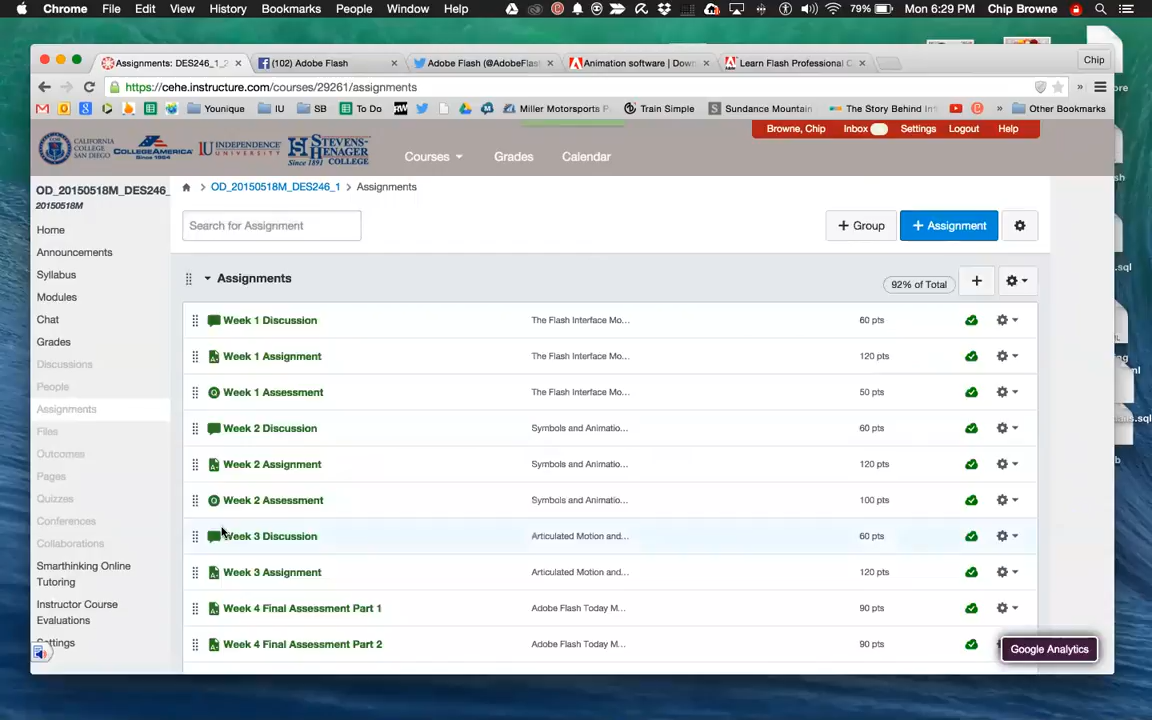 Chrome File Edit View History Bookmarks People Window Help 79% Mon 6:29 PM Chip Browne
Assignments: DES246_1_2 (102) Adobe Flash Adobe Flash (@AdobeFlas Animation software | Dow Learn Flash Professional C Chip
https://cehe.instructure.com/courses/29261/assignments
Younique IU SB To Do Miller Motorsports P Train Simple Sundance Mountain The Story Behind In Other Bookmarks
CALIFORNIA COLLEGE SAN DIEGO COLLEGEAMERICA Since 1964 INDEPENDENCE UNIVERSITY STEVENS-HENAGER COLLEGE Since 1891
Browne, Chip Inbox Settings Logout Help
Courses Grades Calendar
OD_20150518M_DES246_
20150518M
OD_20150518M_DES246_1 > Assignments
Home
Announcements
Syllabus
Modules
Chat
Grades
Discussions
People
Assignments
Files
Outcomes
Pages
Quizzes
Conferences
Collaborations
Smarthinking Online
Tutoring
Instructor Course
Evaluations
Settings
Search for Assignment + Group + Assignment
Assignments 92% of Total +
Week 1 Discussion The Flash Interface Mo... 60 pts
Week 1 Assignment The Flash Interface Mo... 120 pts
Week 1 Assessment The Flash Interface Mo... 50 pts
Week 2 Discussion Symbols and Animatio... 60 pts
Week 2 Assignment Symbols and Animatio... 120 pts
Week 2 Assessment Symbols and Animatio... 100 pts
Week 3 Discussion Articulated Motion and... 60 pts
Week 3 Assignment Articulated Motion and... 120 pts
Week 4 Final Assessment Part 1 Adobe Flash Today M... 90 pts
Week 4 Final Assessment Part 2 Adobe Flash Today M... 90 pts
Google Analytics
.sql